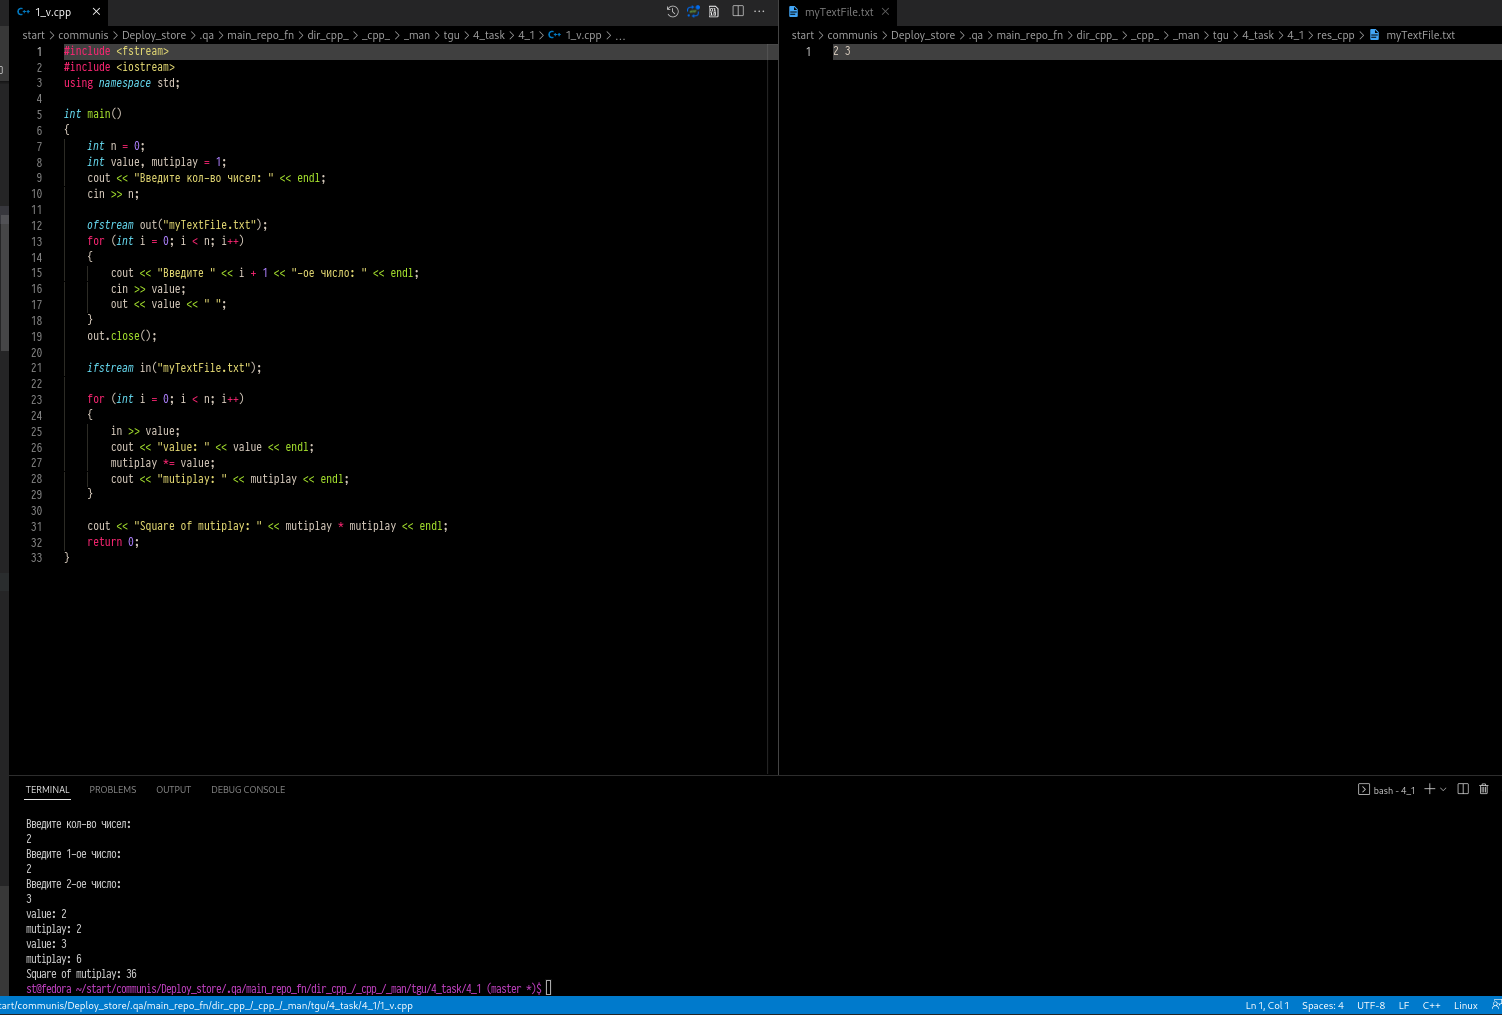 1_v.cpp
start > communis > Deploy_store > .qa > main_repo_fn > dir_cpp_ > _cpp_ > _man > tgu > 4_task > 4_1 > 1_v.cpp > ...
1 #include <fstream>
2 #include <iostream>
3 using namespace std;
4
5 int main()
6 {
7 int n = 0;
8 int value, mutiplay = 1;
9 cout << "Введите кол-во чисел: " << endl;
10 cin >> n;
11
12 ofstream out("myTextFile.txt");
13 for (int i = 0; i < n; i++)
14 {
15 cout << "Введите " << i + 1 << "-ое число: " << endl;
16 cin >> value;
17 out << value << " ";
18 }
19 out.close();
20
21 ifstream in("myTextFile.txt");
22
23 for (int i = 0; i < n; i++)
24 {
25 in >> value;
26 cout << "value: " << value << endl;
27 mutiplay *= value;
28 cout << "mutiplay: " << mutiplay << endl;
29 }
30
31 cout << "Square of mutiplay: " << mutiplay * mutiplay << endl;
32 return 0;
33 }
myTextFile.txt
start > communis > Deploy_store > .qa > main_repo_fn > dir_cpp_ > _cpp_ > _man > tgu > 4_task > 4_1 > res_cpp > myTextFile.txt
1 2 3
TERMINAL PROBLEMS OUTPUT DEBUG CONSOLE
bash - 4_1
Введите кол-во чисел:
2
Введите 1-ое число:
2
Введите 2-ое число:
3
value: 2
mutiplay: 2
value: 3
mutiplay: 6
Square of mutiplay: 36
st@fedora ~/start/communis/Deploy_store/.qa/main_repo_fn/dir_cpp_/_cpp_/_man/tgu/4_task/4_1 (master *)$
tart/communis/Deploy_store/.qa/main_repo_fn/dir_cpp_/_cpp_/_man/tgu/4_task/4_1/1_v.cpp
Ln 1, Col 1 Spaces: 4 UTF-8 LF C++ Linux